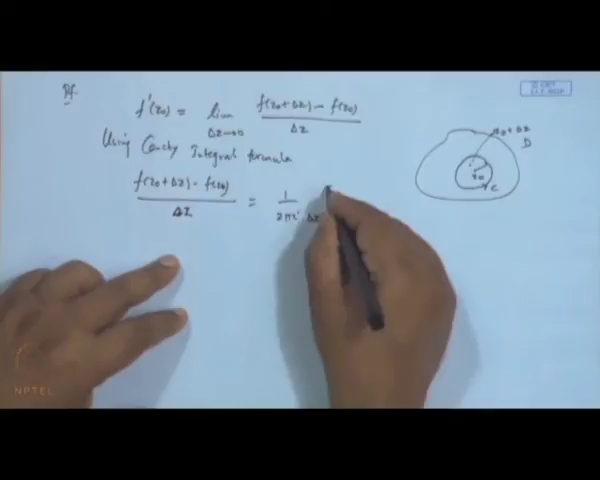 Pf.
f'(z₀) = lim Δz→0 f(z₀+Δz) - f(z₀) / Δz
z₀+Δz
D
Using Cauchy Integral formula
z₀
C
f(z₀+Δz) - f(z₀) / Δz = 1 / 2πi Δz
NPTEL